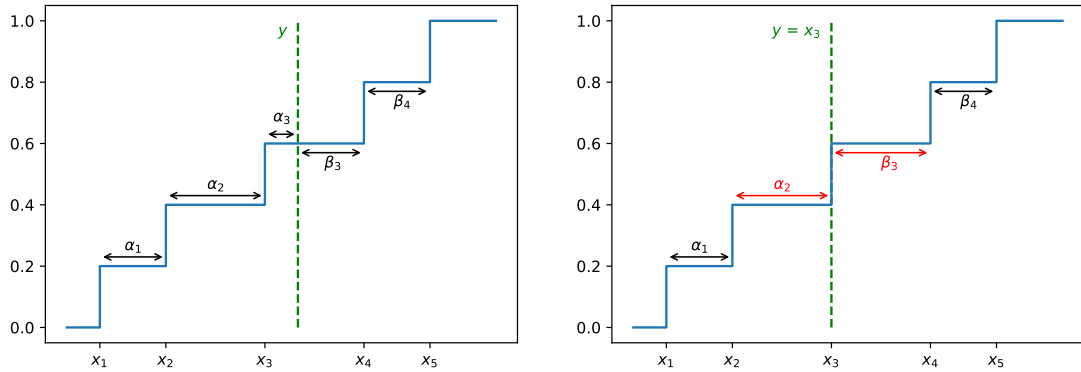 1.0
0.8
0.6
0.4
0.2
0.0
y
α₃
β₄
β₃
α₂
α₁
x₁ x₂ x₃ x₄ x₅
1.0
0.8
0.6
0.4
0.2
0.0
y = x₃
β₄
β₃
α₂
α₁
x₁ x₂ x₃ x₄ x₅